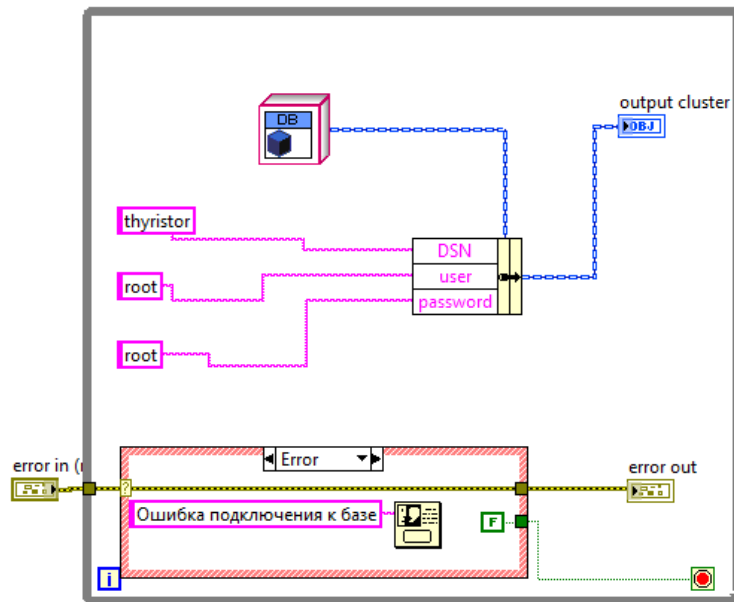 output cluster
DB
OBJ
thyristor
DSN
root
user
password
root
error in (
Error
error out
?
Ошибка подключения к базе
F
i